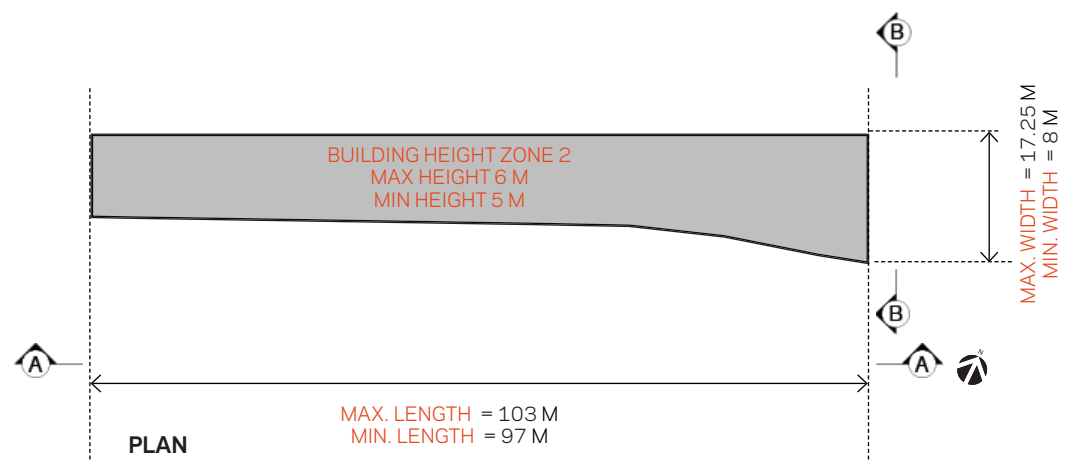 B
BUILDING HEIGHT ZONE 2
MAX HEIGHT 6 M
MIN HEIGHT 5 M
MAX. WIDTH = 17.25 M
MIN. WIDTH = 8 M
B
A
A
N
MAX. LENGTH = 103 M
MIN. LENGTH = 97 M
PLAN